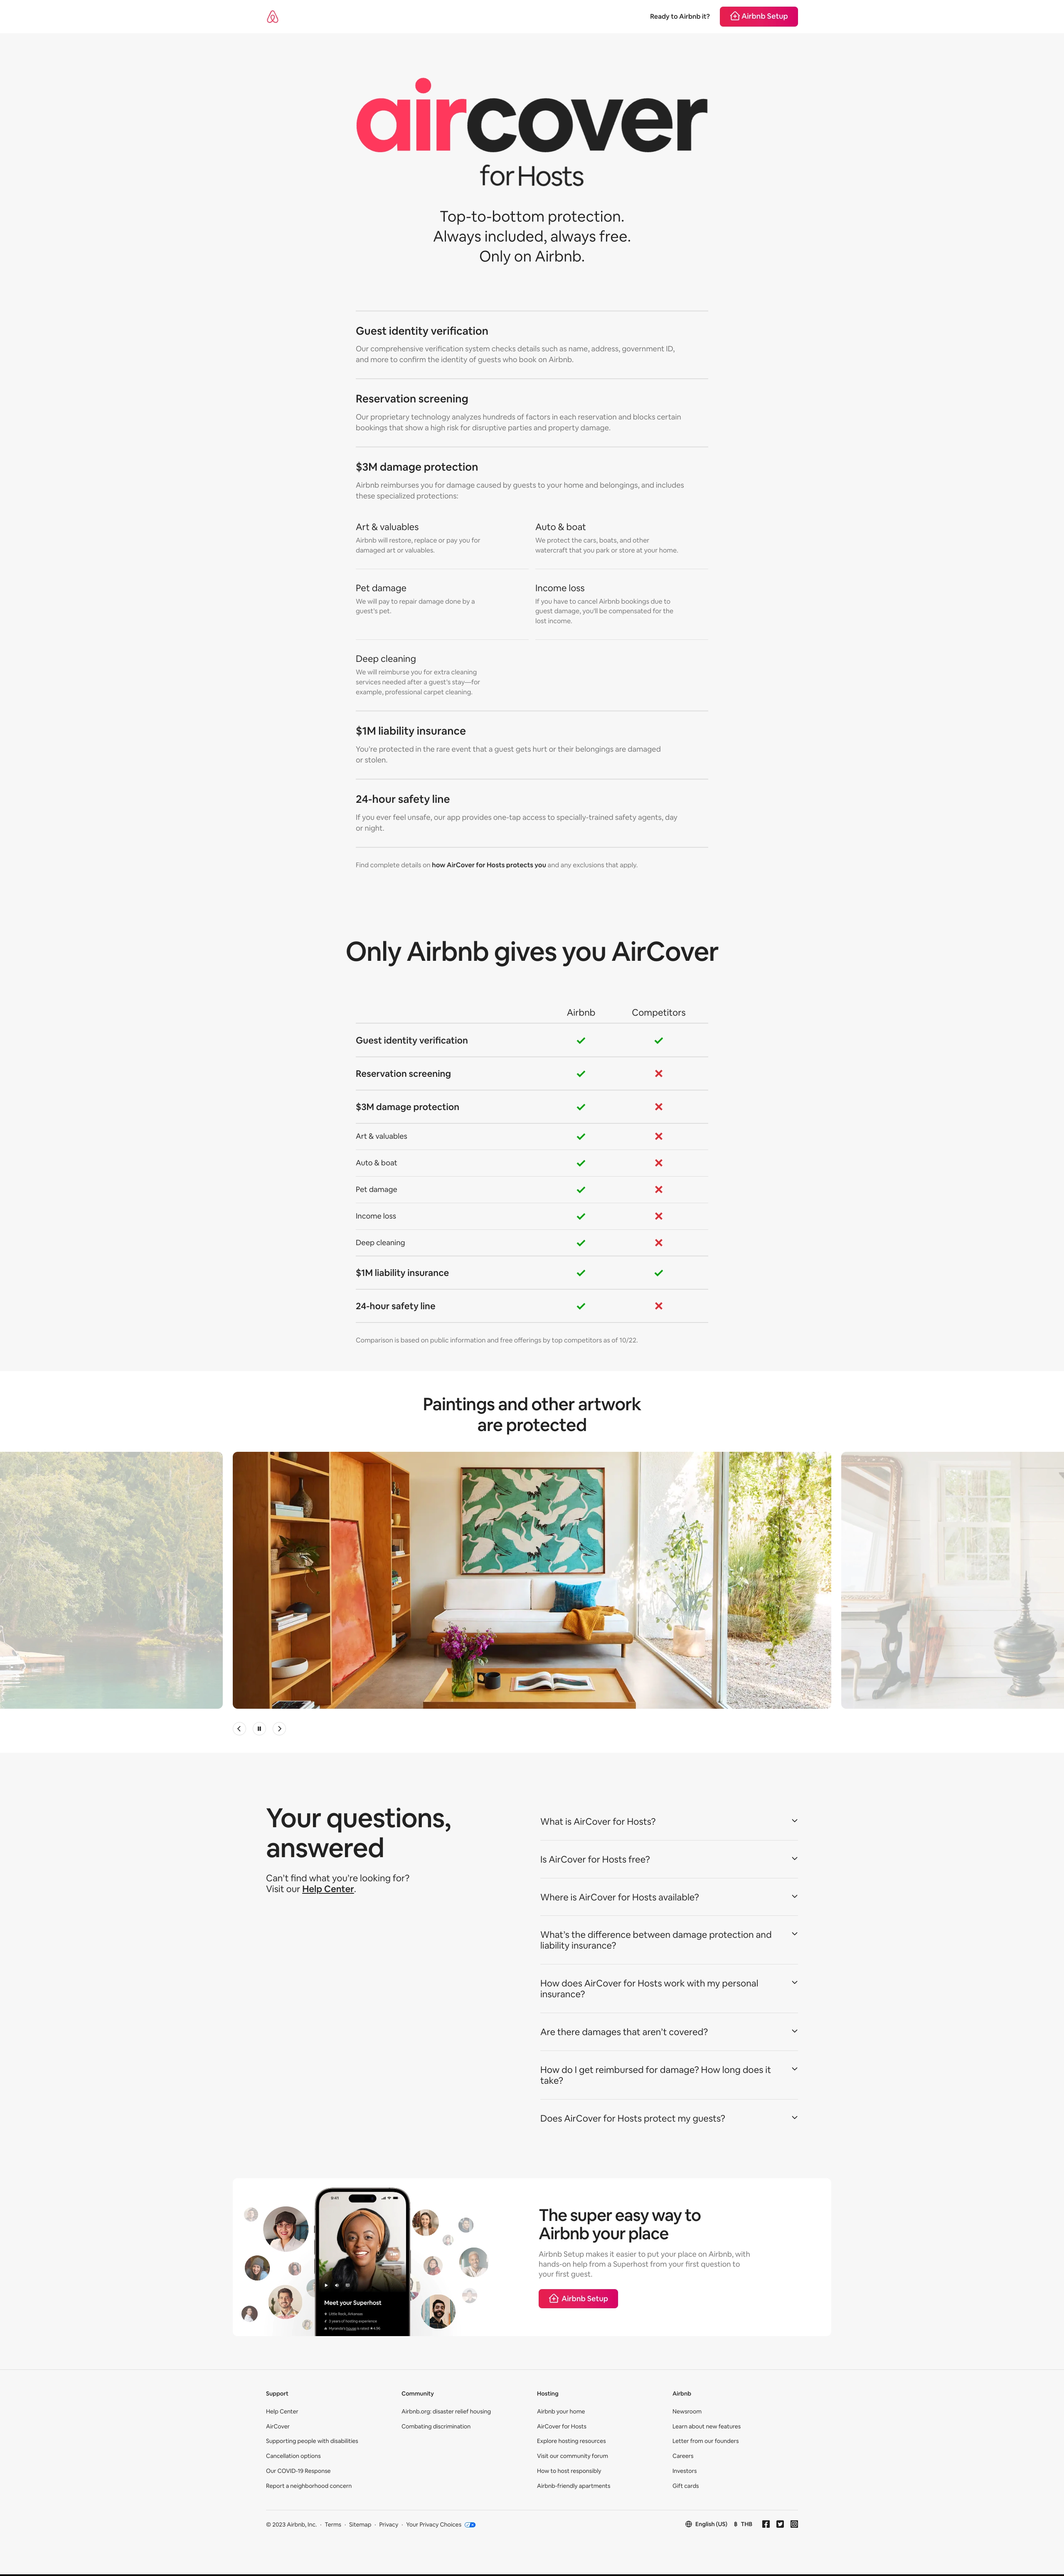 Ready to Airbnb it?
Airbnb Setup
aircover
for Hosts
Top-to-bottom protection.
Always included, always free.
Only on Airbnb.
Guest identity verification
Our comprehensive verification system checks details such as name, address, government ID,
and more to confirm the identity of guests who book on Airbnb.
Reservation screening
Our proprietary technology analyzes hundreds of factors in each reservation and blocks certain
bookings that show a high risk for disruptive parties and property damage.
$3M damage protection
Airbnb reimburses you for damage caused by guests to your home and belongings, and includes
these specialized protections:
Art & valuables
Airbnb will restore, replace or pay you for
damaged art or valuables.
Auto & boat
We protect the cars, boats, and other
watercraft that you park or store at your home.
Pet damage
We will pay to repair damage done by a
guest's pet.
Income loss
If you have to cancel Airbnb bookings due to
guest damage, you'll be compensated for the
lost income.
Deep cleaning
We will reimburse you for extra cleaning
services needed after a guest's stay—for
example, professional carpet cleaning.
$1M liability insurance
You're protected in the rare event that a guest gets hurt or their belongings are damaged
or stolen.
24-hour safety line
If you ever feel unsafe, our app provides one-tap access to specially-trained safety agents, day
or night.
Find complete details on how AirCover for Hosts protects you and any exclusions that apply.
Only Airbnb gives you AirCover
Airbnb Competitors
Guest identity verification
Reservation screening
$3M damage protection
Art & valuables
Auto & boat
Pet damage
Income loss
Deep cleaning
$1M liability insurance
24-hour safety line
Comparison is based on public information and free offerings by top competitors as of 10/22.
Paintings and other artwork
are protected
Your questions,
answered
Can't find what you're looking for?
Visit our Help Center.
What is AirCover for Hosts?
Is AirCover for Hosts free?
Where is AirCover for Hosts available?
What's the difference between damage protection and
liability insurance?
How does AirCover for Hosts work with my personal
insurance?
Are there damages that aren't covered?
How do I get reimbursed for damage? How long does it
take?
Does AirCover for Hosts protect my guests?
9:41
Meet your Superhost
Little Rock, Arkansas
3 years of hosting experience
Myranda's house is rated ★4.96
The super easy way to
Airbnb your place
Airbnb Setup makes it easier to put your place on Airbnb, with
hands-on help from a Superhost from your first question to
your first guest.
Airbnb Setup
Support
Help Center
AirCover
Supporting people with disabilities
Cancellation options
Our COVID-19 Response
Report a neighborhood concern
Community
Airbnb.org: disaster relief housing
Combating discrimination
Hosting
Airbnb your home
AirCover for Hosts
Explore hosting resources
Visit our community forum
How to host responsibly
Airbnb-friendly apartments
Airbnb
Newsroom
Learn about new features
Letter from our founders
Careers
Investors
Gift cards
© 2023 Airbnb, Inc. · Terms · Sitemap · Privacy · Your Privacy Choices
English (US) ฿ THB